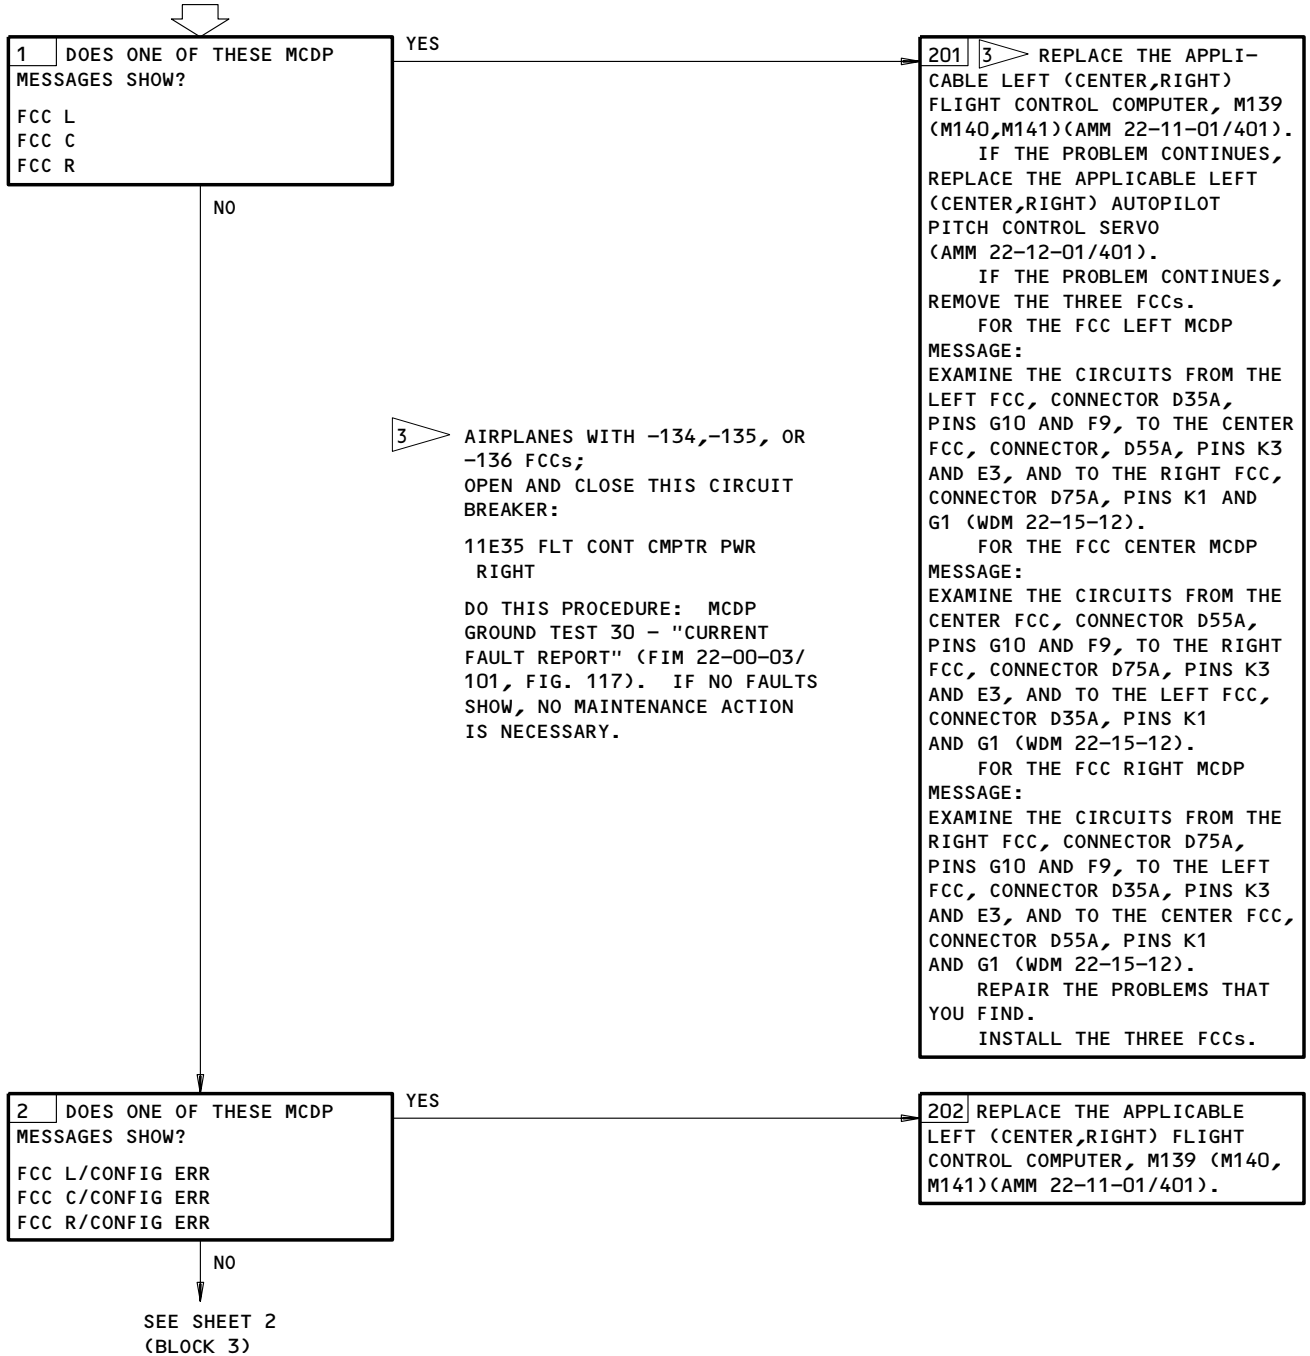 1 DOES ONE OF THESE MCDP
MESSAGES SHOW?
FCC L
FCC C
FCC R
YES
NO
201 3 REPLACE THE APPLI-
CABLE LEFT (CENTER,RIGHT)
FLIGHT CONTROL COMPUTER, M139
(M140,M141)(AMM 22-11-01/401).
IF THE PROBLEM CONTINUES,
REPLACE THE APPLICABLE LEFT
(CENTER,RIGHT) AUTOPILOT
PITCH CONTROL SERVO
(AMM 22-12-01/401).
IF THE PROBLEM CONTINUES,
REMOVE THE THREE FCCs.
FOR THE FCC LEFT MCDP
MESSAGE:
EXAMINE THE CIRCUITS FROM THE
LEFT FCC, CONNECTOR D35A,
PINS G10 AND F9, TO THE CENTER
FCC, CONNECTOR, D55A, PINS K3
AND E3, AND TO THE RIGHT FCC,
CONNECTOR D75A, PINS K1 AND
G1 (WDM 22-15-12).
FOR THE FCC CENTER MCDP
MESSAGE:
EXAMINE THE CIRCUITS FROM THE
CENTER FCC, CONNECTOR D55A,
PINS G10 AND F9, TO THE RIGHT
FCC, CONNECTOR D75A, PINS K3
AND E3, AND TO THE LEFT FCC,
CONNECTOR D35A, PINS K1
AND G1 (WDM 22-15-12).
FOR THE FCC RIGHT MCDP
MESSAGE:
EXAMINE THE CIRCUITS FROM THE
RIGHT FCC, CONNECTOR D75A,
PINS G10 AND F9, TO THE LEFT
FCC, CONNECTOR D35A, PINS K3
AND E3, AND TO THE CENTER FCC,
CONNECTOR D55A, PINS K1
AND G1 (WDM 22-15-12).
REPAIR THE PROBLEMS THAT
YOU FIND.
INSTALL THE THREE FCCs.
3 AIRPLANES WITH -134,-135, OR
-136 FCCs;
OPEN AND CLOSE THIS CIRCUIT
BREAKER:
11E35 FLT CONT CMPTR PWR
RIGHT
DO THIS PROCEDURE: MCDP
GROUND TEST 30 - "CURRENT
FAULT REPORT" (FIM 22-00-03/
101, FIG. 117). IF NO FAULTS
SHOW, NO MAINTENANCE ACTION
IS NECESSARY.
2 DOES ONE OF THESE MCDP
MESSAGES SHOW?
FCC L/CONFIG ERR
FCC C/CONFIG ERR
FCC R/CONFIG ERR
YES
NO
202 REPLACE THE APPLICABLE
LEFT (CENTER,RIGHT) FLIGHT
CONTROL COMPUTER, M139 (M140,
M141)(AMM 22-11-01/401).
SEE SHEET 2
(BLOCK 3)